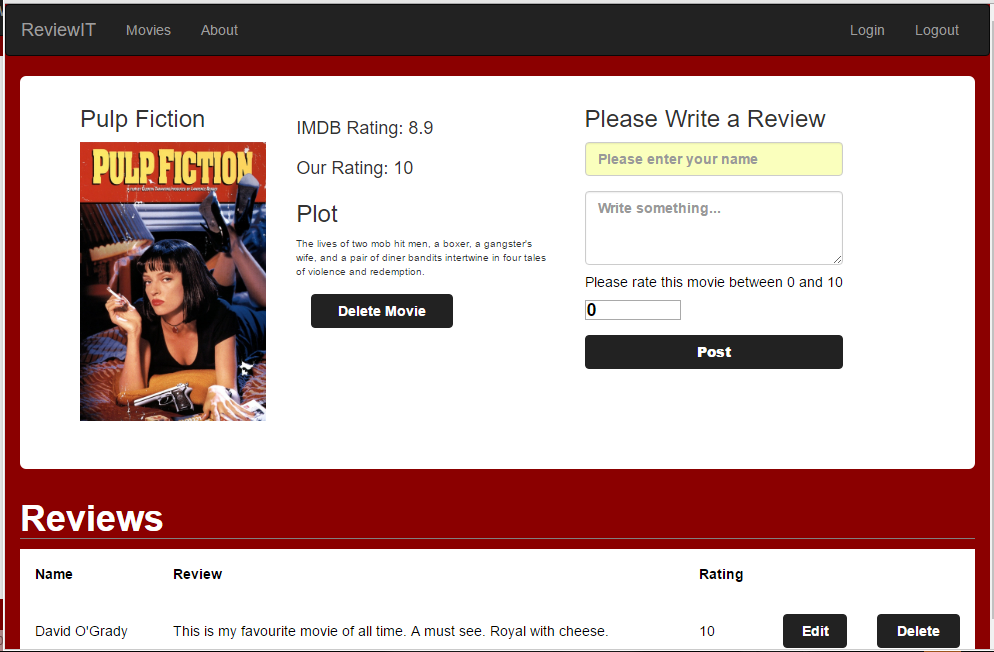 ReviewIT Movies About Login Logout
Pulp Fiction
PULP FICTION
IMDB Rating: 8.9
Our Rating: 10
Plot
The lives of two mob hit men, a boxer, a gangster's
wife, and a pair of diner bandits intertwine in four tales
of violence and redemption.
Delete Movie
Please Write a Review
Please enter your name
Write something...
Please rate this movie between 0 and 10
0
Post
Reviews
Name Review Rating
David O'Grady This is my favourite movie of all time. A must see. Royal with cheese. 10 Edit Delete